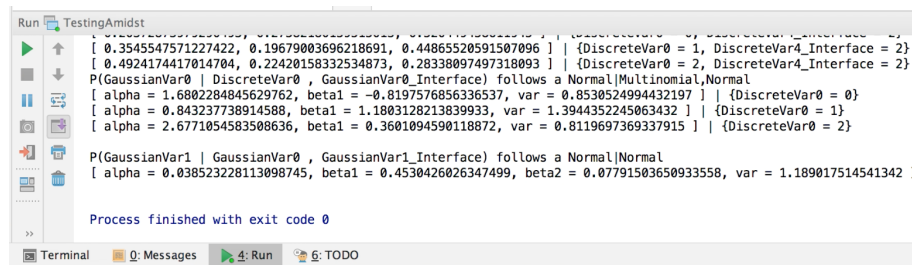 Run TestingAmidst
[ 0.3545547571227422, 0.19679003696218691, 0.44865520591507096 ] | {DiscreteVar0 = 1, DiscreteVar4_Interface = 2}
[ 0.4924174417014704, 0.22420158332534873, 0.28338097497318093 ] | {DiscreteVar0 = 2, DiscreteVar4_Interface = 2}
P(GaussianVar0 | DiscreteVar0 , GaussianVar0_Interface) follows a Normal|Multinomial,Normal
[ alpha = 1.6802284845629762, beta1 = -0.8197576856336537, var = 0.8530524994432197 ] | {DiscreteVar0 = 0}
[ alpha = 0.843237738914588, beta1 = 1.1803128213839933, var = 1.3944352245063432 ] | {DiscreteVar0 = 1}
[ alpha = 2.6771054583508636, beta1 = 0.3601094590118872, var = 0.8119697369337915 ] | {DiscreteVar0 = 2}
P(GaussianVar1 | GaussianVar0 , GaussianVar1_Interface) follows a Normal|Normal
[ alpha = 0.038523228113098745, beta1 = 0.4530426026347499, beta2 = 0.07791503650933558, var = 1.189017514541342 ]
Process finished with exit code 0
Terminal 0: Messages 4: Run 6: TODO